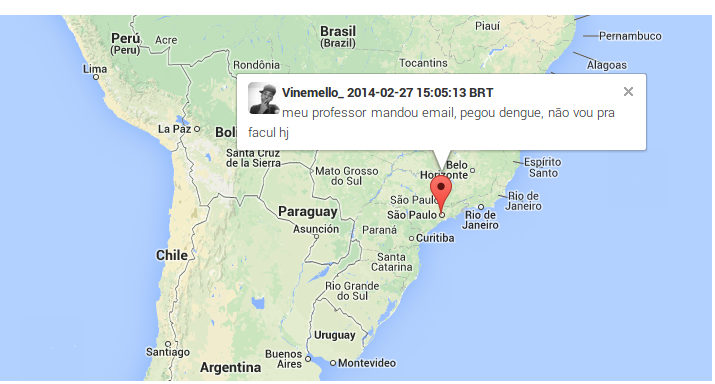 Brasil
(Brazil)
Piauí
Pernambuco
Perú
(Peru)
Acre
Tocantins
Alagoas
Rondônia
Lima
Vinemello_ 2014-02-27 15:05:13 BRT
meu professor mandou email, pegou dengue, não vou pra
facul hj
La Paz
Santa Cruz
de la Sierra
Mato Grosso
do Sul
Belo
Horizonte
Espírito
Santo
São Paulo
São Paulo
Rio de
Janeiro
Rio de
Janeiro
Paraguay
Asunción
Paraná
Curitiba
Chile
Santa
Catarina
Rio Grande
do Sul
Uruguay
Santiago
Buenos
Aires
Montevideo
Argentina